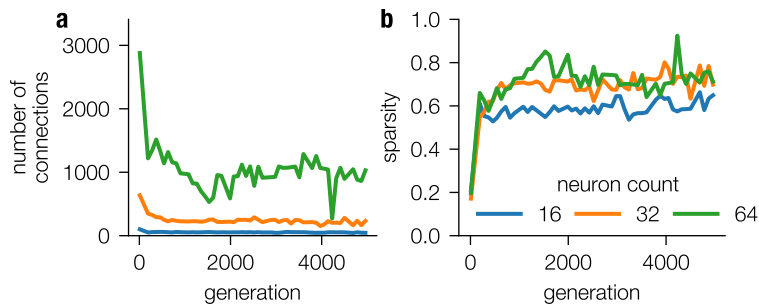 a
number of
connections
3000
2000
1000
0
0 2000 4000
generation
b
sparsity
1.0
0.8
0.6
0.4
0.2
0.0
neuron count
16 32 64
0 2000 4000
generation